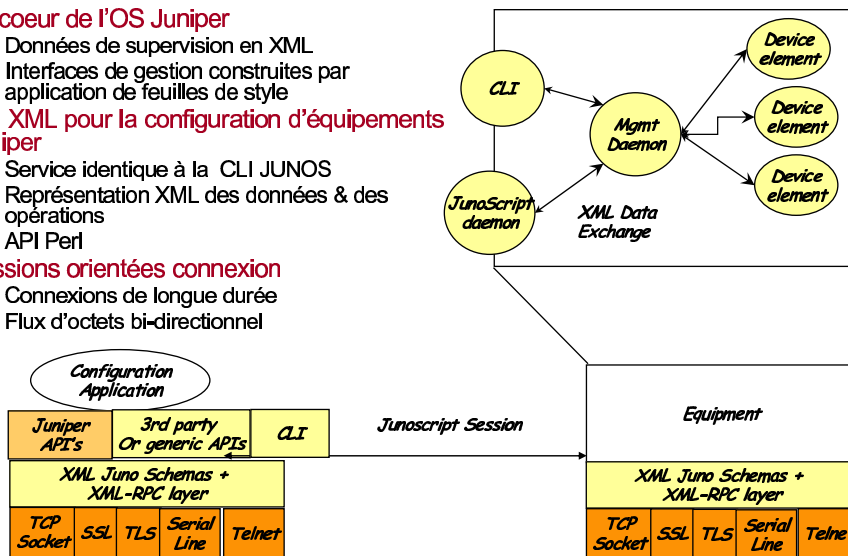 coeur de l'OS Juniper
Données de supervision en XML
Interfaces de gestion construites par
application de feuilles de style
XML pour la configuration d'équipements
iper
Service identique à la CLI JUNOS
Représentation XML des données & des
opérations
API Perl
ssions orientées connexion
Connexions de longue durée
Flux d'octets bi-directionnel
CLI
Mgmt
Daemon
Device
element
Device
element
Device
element
JunoScript
daemon
XML Data
Exchange
Configuration
Application
Juniper
API's
3rd party
Or generic APIs
CLI
Junoscript Session
Equipment
XML Juno Schemas +
XML-RPC layer
TCP
Socket
SSL
TLS
Serial
Line
Telnet
XML Juno Schemas +
XML-RPC layer
TCP
Socket
SSL
TLS
Serial
Line
Telne